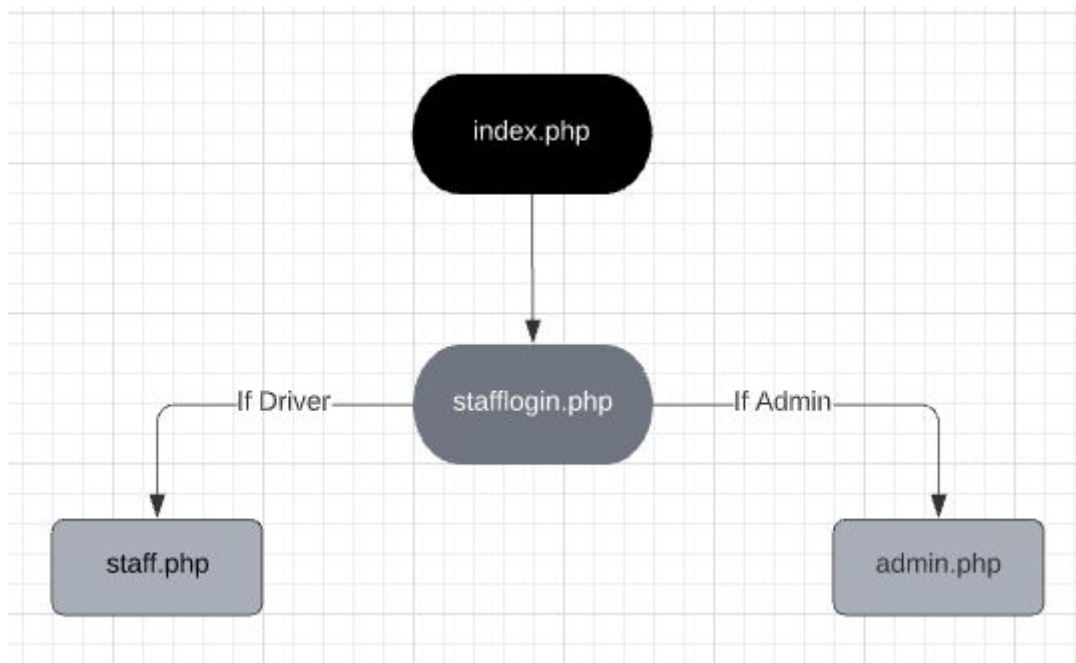 index.php
If Driver
stafflogin.php
If Admin
staff.php
admin.php